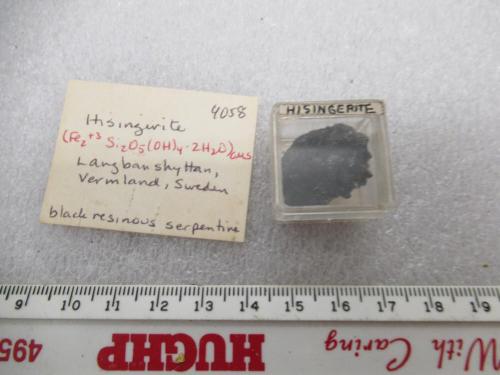 4058
Hisingerite
(Fe₂⁺³ Si₂O₅(OH)₄·2H₂O)
Langbanshyttan,
Vermland, Sweden
black resinous serpentine
HISINGERITE
9 10 11 12 13 14 15 16 17 18 19
495 HUGHP With Caring